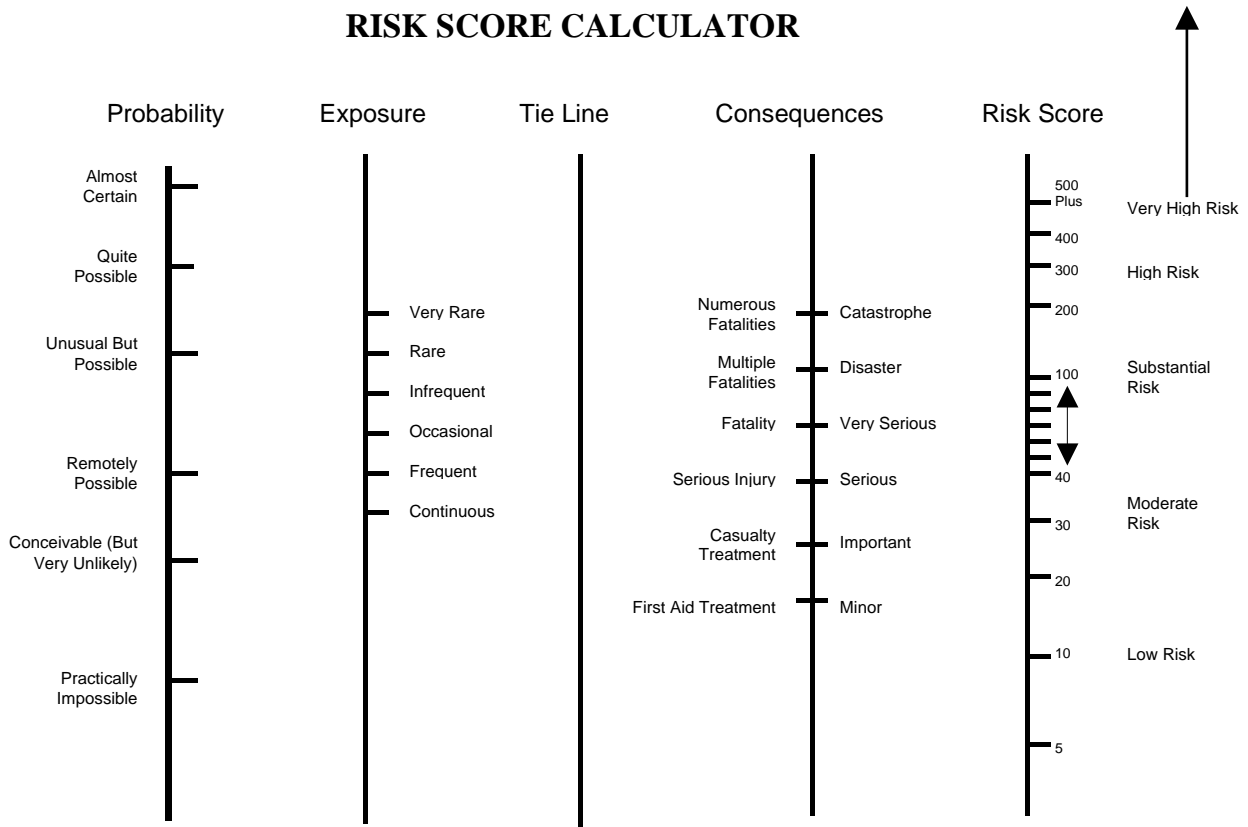 RISK SCORE CALCULATOR
Probability
Exposure
Tie Line
Consequences
Risk Score
Almost
Certain
Quite
Possible
Unusual But
Possible
Remotely
Possible
Conceivable (But
Very Unlikely)
Practically
Impossible
Very Rare
Rare
Infrequent
Occasional
Frequent
Continuous
Numerous
Fatalities
Catastrophe
Multiple
Fatalities
Disaster
Fatality
Very Serious
Serious Injury
Serious
Casualty
Treatment
Important
First Aid Treatment
Minor
500
Plus
400
300
200
100
40
30
20
10
5
Very High Risk
High Risk
Substantial
Risk
Moderate
Risk
Low Risk